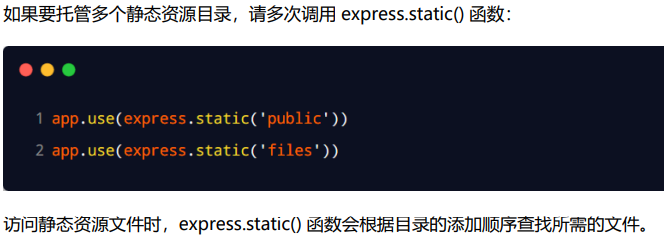 如果要托管多个静态资源目录，请多次调用 express.static() 函数：
1 app.use(express.static('public'))
2 app.use(express.static('files'))
访问静态资源文件时，express.static() 函数会根据目录的添加顺序查找所需的文件。